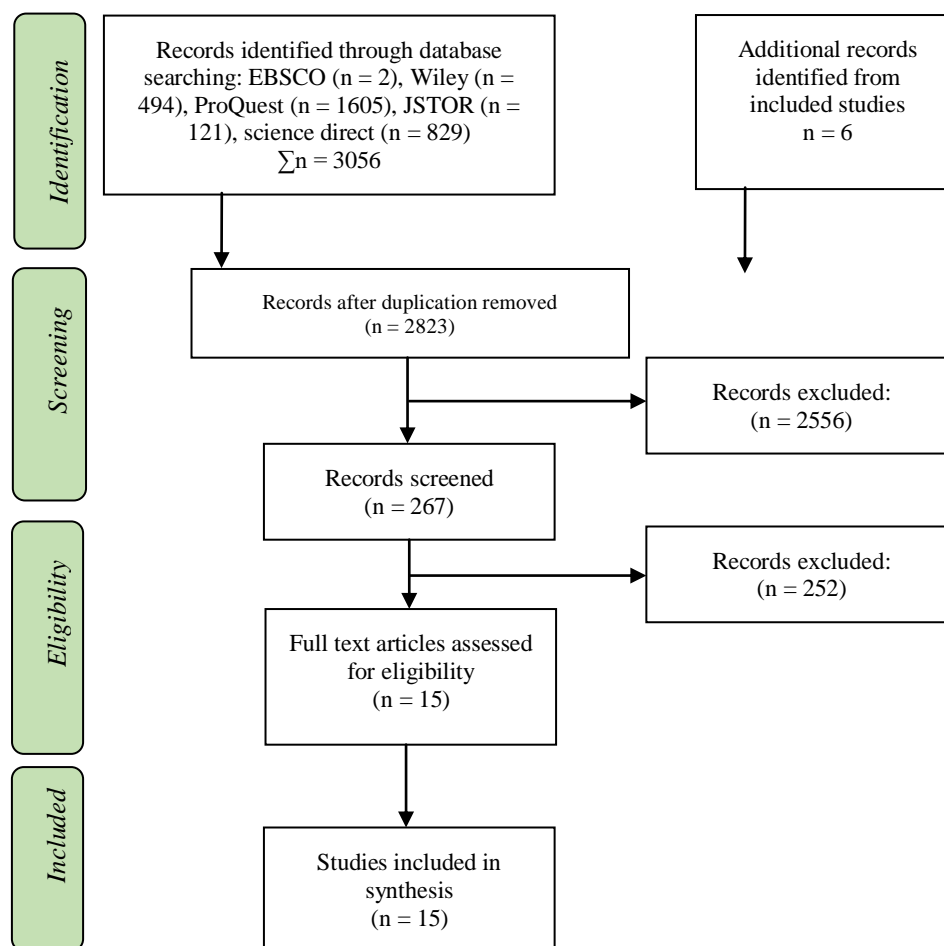 Identification
Records identified through database
searching: EBSCO (n = 2), Wiley (n =
494), ProQuest (n = 1605), JSTOR (n =
121), science direct (n = 829)
∑n = 3056
Additional records
identified from
included studies
n = 6
Screening
Records after duplication removed
(n = 2823)
Records excluded:
(n = 2556)
Records screened
(n = 267)
Eligibility
Records excluded:
(n = 252)
Full text articles assessed
for eligibility
(n = 15)
Included
Studies included in
synthesis
(n = 15)